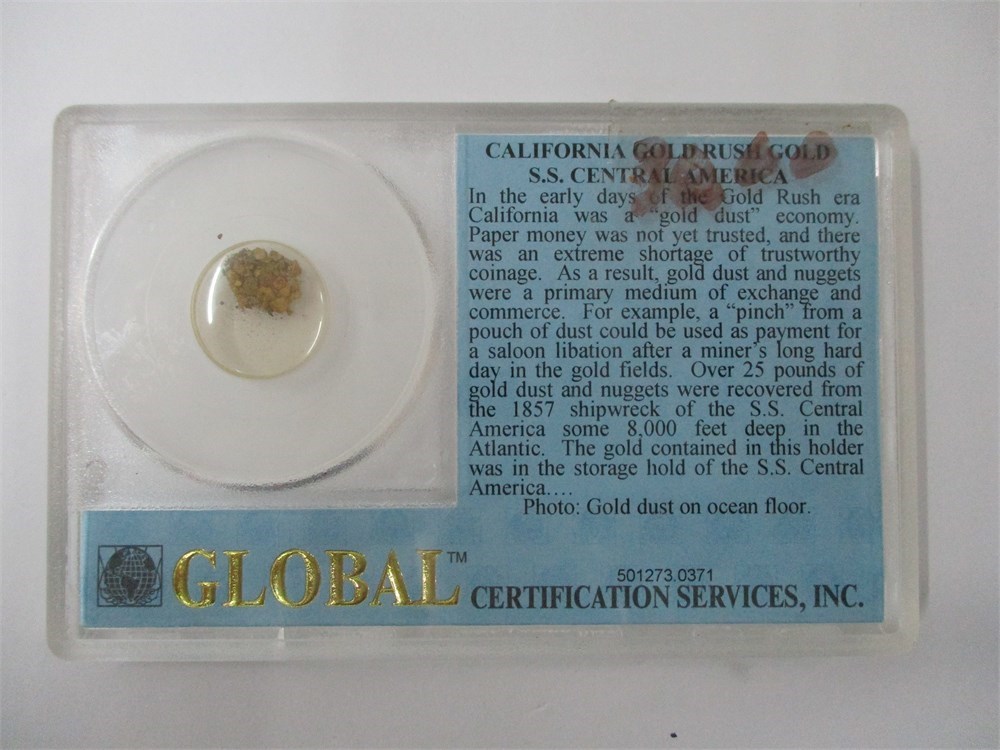 CALIFORNIA GOLD RUSH GOLD
S.S. CENTRAL AMERICA
In the early days of the Gold Rush era
California was a “gold dust” economy.
Paper money was not yet trusted, and there
was an extreme shortage of trustworthy
coinage. As a result, gold dust and nuggets
were a primary medium of exchange and
commerce. For example, a “pinch” from a
pouch of dust could be used as payment for
a saloon libation after a miner’s long hard
day in the gold fields. Over 25 pounds of
gold dust and nuggets were recovered from
the 1857 shipwreck of the S.S. Central
America some 8,000 feet deep in the
Atlantic. The gold contained in this holder
was in the storage hold of the S.S. Central
America….
Photo: Gold dust on ocean floor.
GLOBAL™
501273.0371
CERTIFICATION SERVICES, INC.